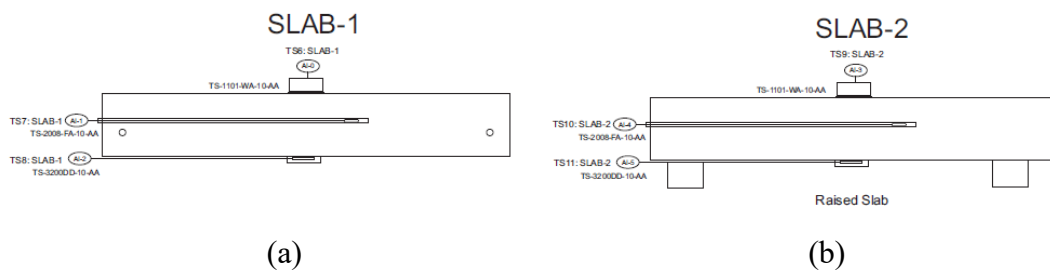 SLAB-1
TS6: SLAB-1
AI-0
TS-1101-WA-10-AA
TS7: SLAB-1 AI-1
TS-2008-FA-10-AA
TS8: SLAB-1 AI-2
TS-3200DD-10-AA
(a)
SLAB-2
TS9: SLAB-2
AI-3
TS-1101-WA-10-AA
TS10: SLAB-2 AI-4
TS-2008-FA-10-AA
TS11: SLAB-2 AI-5
TS-3200DD-10-AA
Raised Slab
(b)